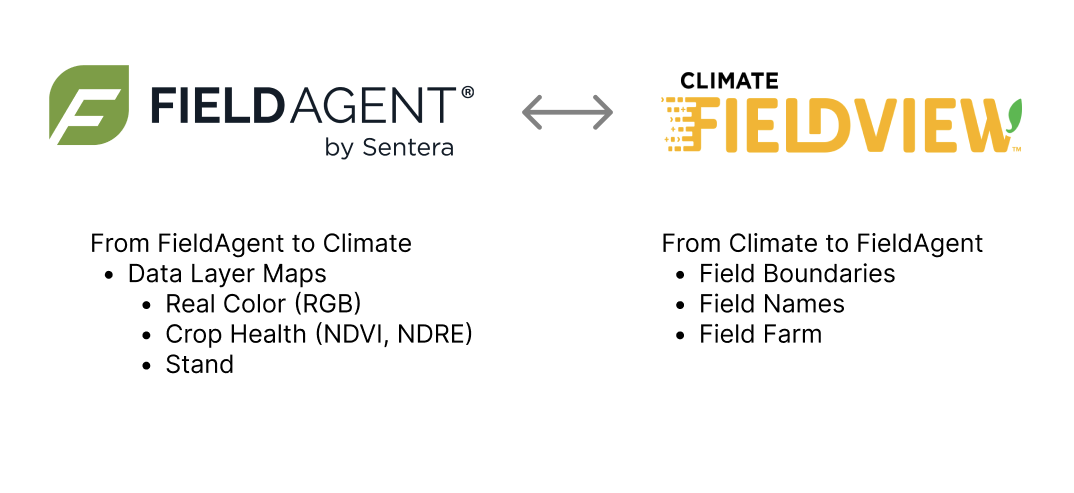 FIELDAGENT®
by Sentera
CLIMATE
FIELDVIEW™
From FieldAgent to Climate
• Data Layer Maps
• Real Color (RGB)
• Crop Health (NDVI, NDRE)
• Stand
From Climate to FieldAgent
• Field Boundaries
• Field Names
• Field Farm